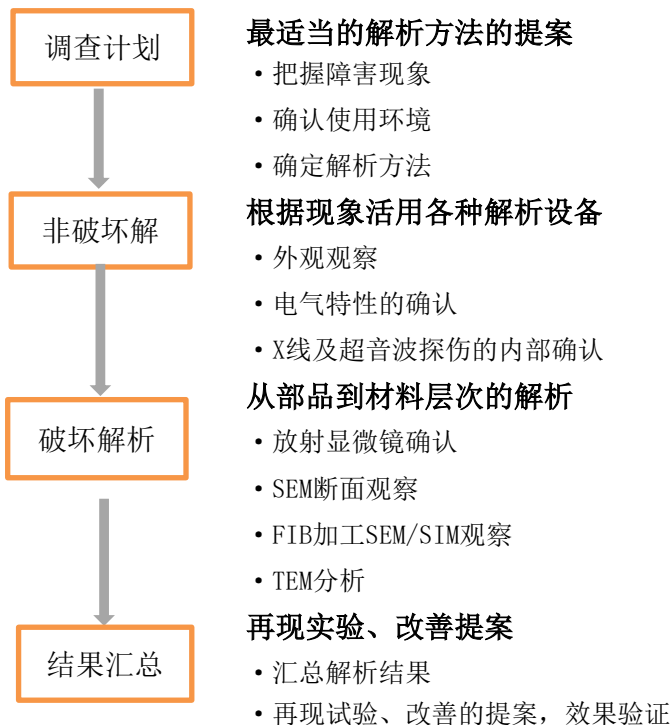 调查计划
最适当的解析方法的提案
・把握障害现象
・确认使用环境
・确定解析方法
非破坏解
根据现象活用各种解析设备
・外观观察
・电气特性的确认
・X线及超音波探伤的内部确认
破坏解析
从部品到材料层次的解析
・放射显微镜确认
・SEM断面观察
・FIB加工SEM/SIM观察
・TEM分析
结果汇总
再现实验、改善提案
・汇总解析结果
・再现试验、改善的提案，效果验证